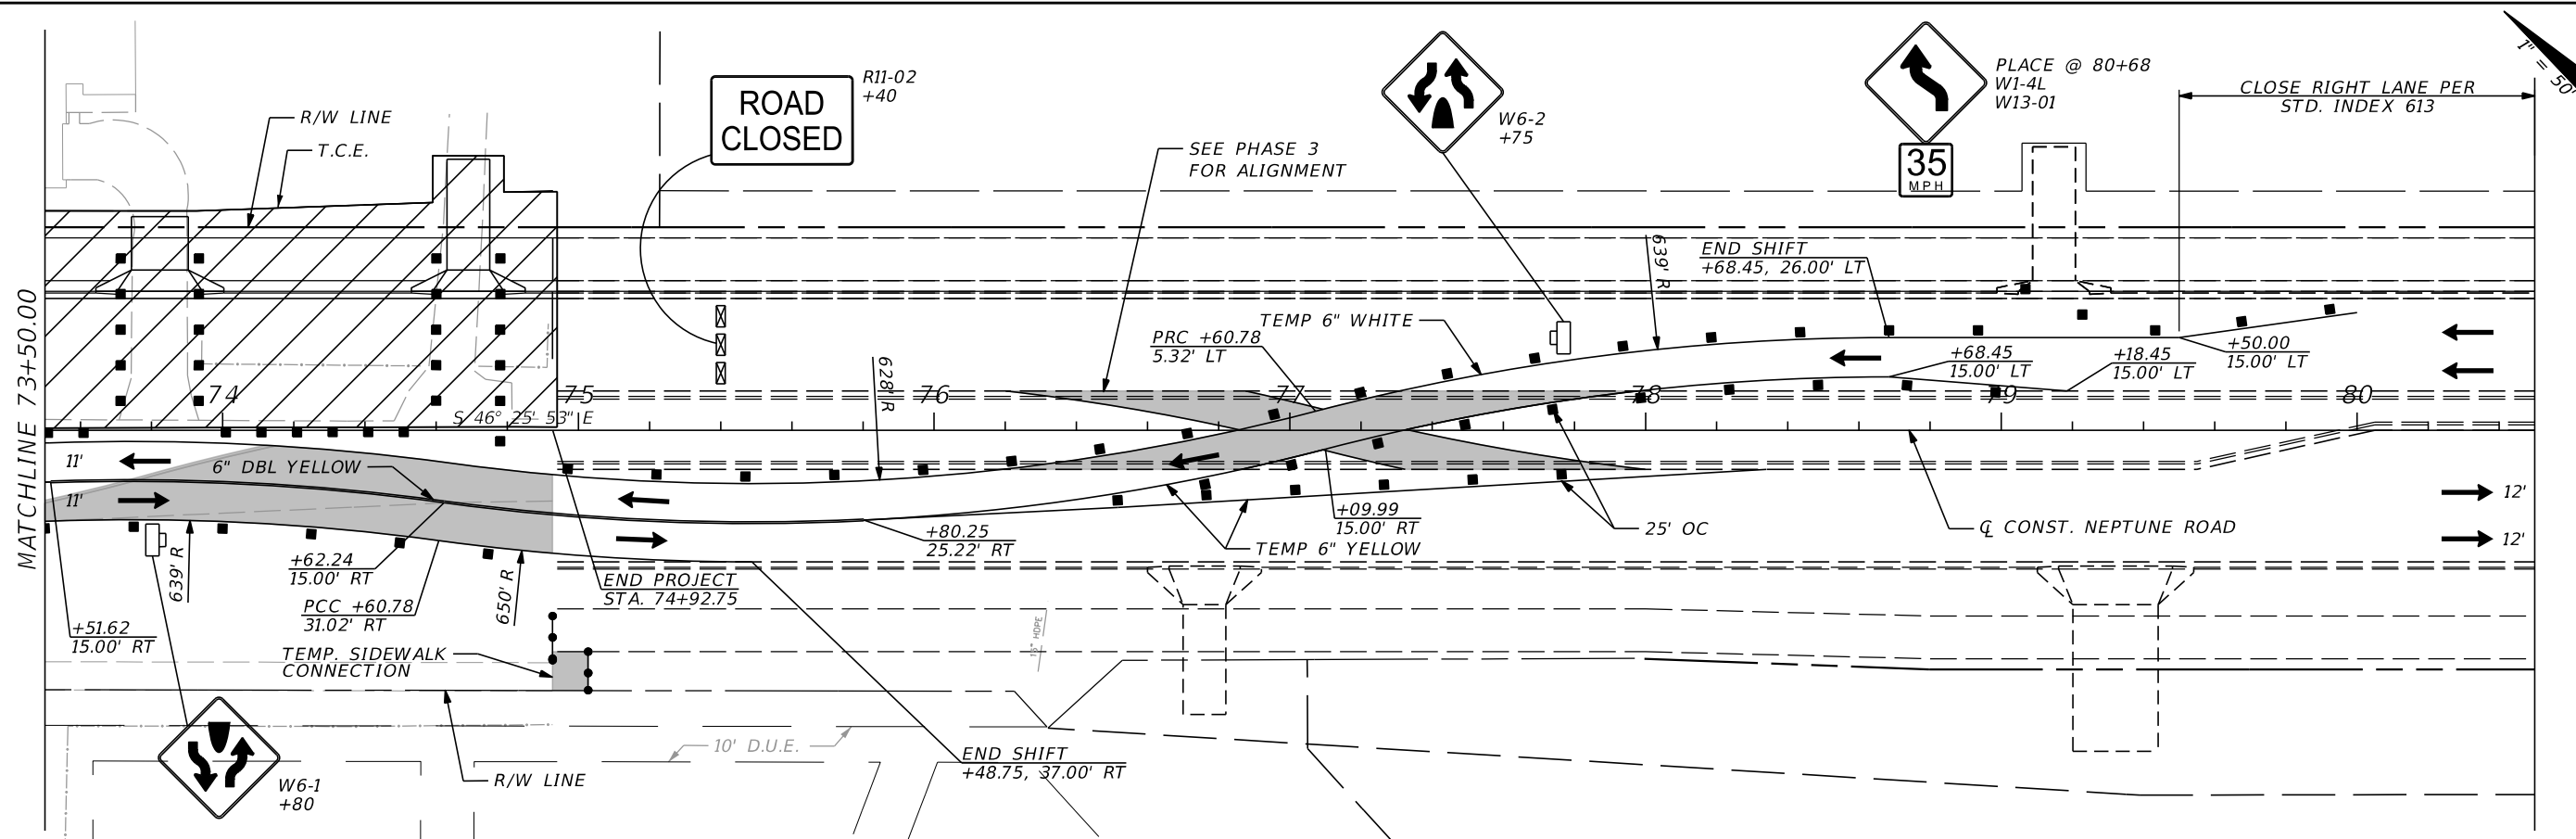 1" = 50'
ROAD
CLOSED
R11-02
+40
W6-2
+75
PLACE @ 80+68
W1-4L
W13-01
35
MPH
CLOSE RIGHT LANE PER
STD. INDEX 613
R/W LINE
T.C.E.
SEE PHASE 3
FOR ALIGNMENT
639' R
END SHIFT
+68.45, 26.00' LT
TEMP 6" WHITE
PRC +60.78
5.32' LT
+68.45
15.00' LT
+18.45
15.00' LT
+50.00
15.00' LT
628' R
MATCHLINE 73+50.00
74
75
76
77
78
79
80
S 46° 25' 53" E
11'
6" DBL YELLOW
11'
12'
12'
+80.25
25.22' RT
+09.99
15.00' RT
TEMP 6" YELLOW
25' OC
℄ CONST. NEPTUNE ROAD
639' R
+62.24
15.00' RT
650' R
END PROJECT
STA. 74+92.75
PCC +60.78
31.02' RT
+51.62
15.00' RT
TEMP. SIDEWALK
CONNECTION
15" HDPE
10' D.U.E.
END SHIFT
+48.75, 37.00' RT
R/W LINE
W6-1
+80